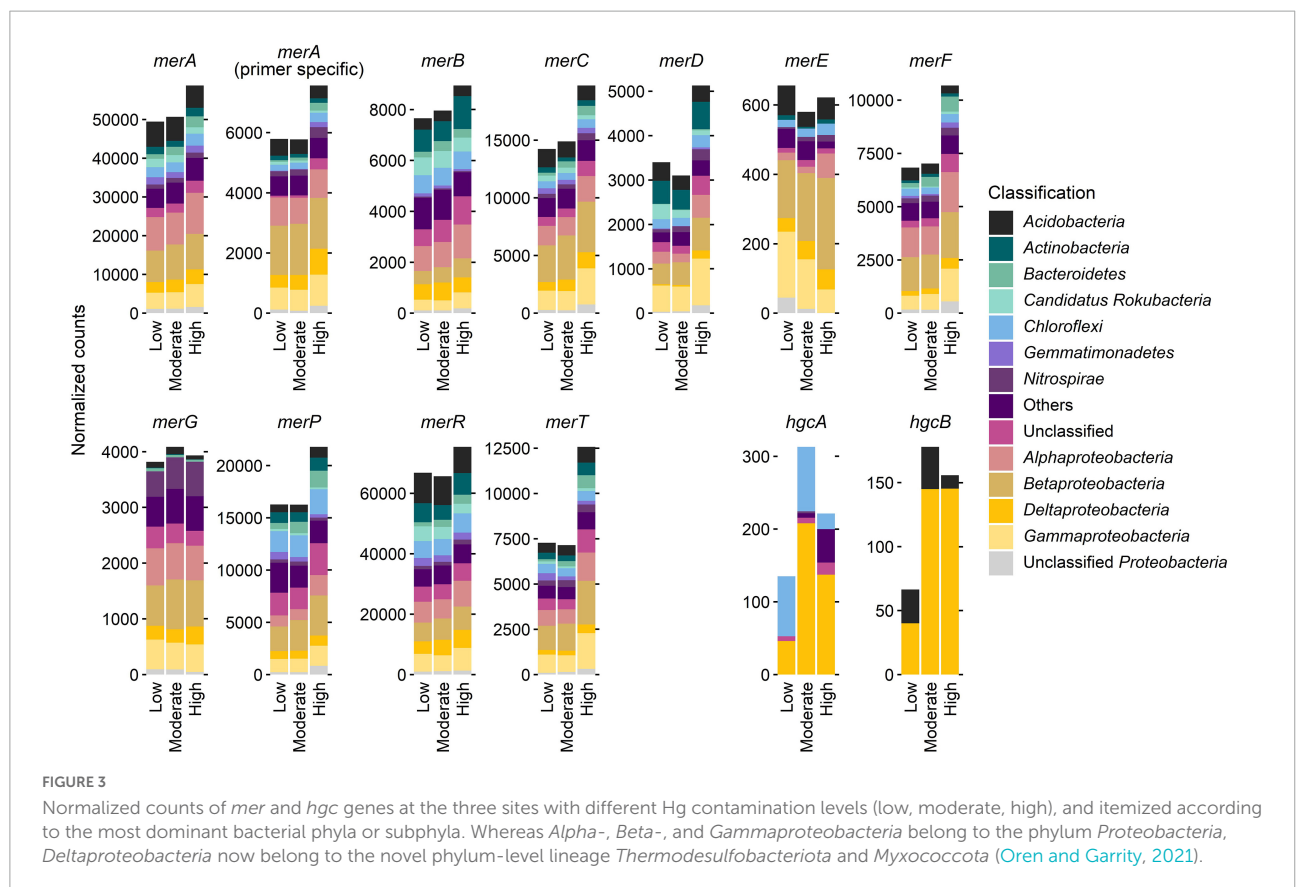 merA
merA
(primer specific)
merB
merC
merD
merE
merF
50000
40000
30000
20000
10000
0
6000
4000
2000
0
8000
6000
4000
2000
0
15000
10000
5000
0
5000
4000
3000
2000
1000
0
600
400
200
0
10000
7500
5000
2500
0
Low
Moderate
High
Low
Moderate
High
Low
Moderate
High
Low
Moderate
High
Low
Moderate
High
Low
Moderate
High
Low
Moderate
High
Normalized counts
merG
merP
merR
merT
hgcA
hgcB
4000
3000
2000
1000
0
20000
15000
10000
5000
0
60000
40000
20000
0
12500
10000
7500
5000
2500
0
300
200
100
0
150
100
50
0
Low
Moderate
High
Low
Moderate
High
Low
Moderate
High
Low
Moderate
High
Low
Moderate
High
Low
Moderate
High
Classification
Acidobacteria
Actinobacteria
Bacteroidetes
Candidatus Rokubacteria
Chloroflexi
Gemmatimonadetes
Nitrospirae
Others
Unclassified
Alphaproteobacteria
Betaproteobacteria
Deltaproteobacteria
Gammaproteobacteria
Unclassified Proteobacteria
FIGURE 3
Normalized counts of mer and hgc genes at the three sites with different Hg contamination levels (low, moderate, high), and itemized according
to the most dominant bacterial phyla or subphyla. Whereas Alpha-, Beta-, and Gammaproteobacteria belong to the phylum Proteobacteria,
Deltaproteobacteria now belong to the novel phylum-level lineage Thermodesulfobacteriota and Myxococcota (Oren and Garrity, 2021).